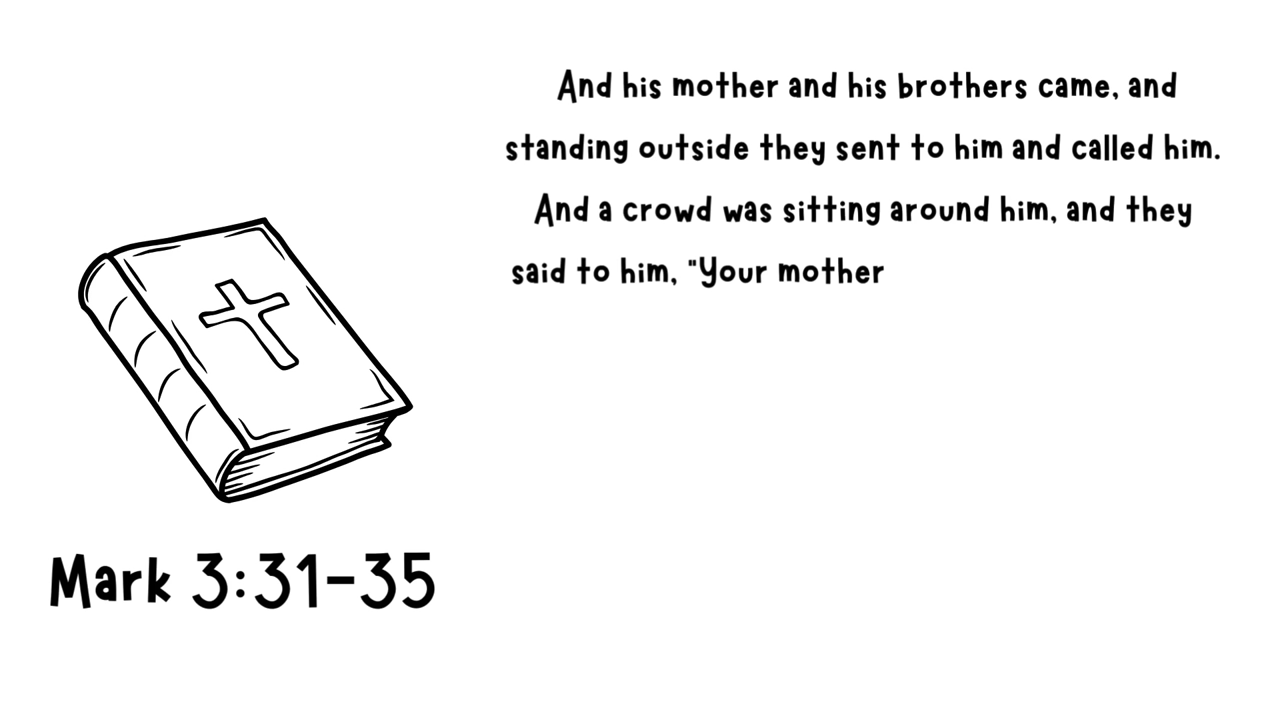 And his mother and his brothers came, and
standing outside they sent to him and called him.
And a crowd was sitting around him, and they
said to him, "Your mother
Mark 3:31-35